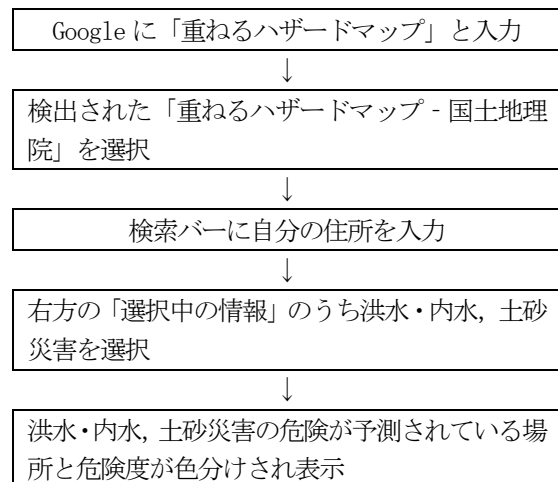 Googleに「重ねるハザードマップ」と入力
↓
検出された「重ねるハザードマップ‐国土地理
院」を選択
↓
検索バーに自分の住所を入力
↓
右方の「選択中の情報」のうち洪水・内水，土砂
災害を選択
↓
洪水・内水，土砂災害の危険が予測されている場
所と危険度が色分けされ表示